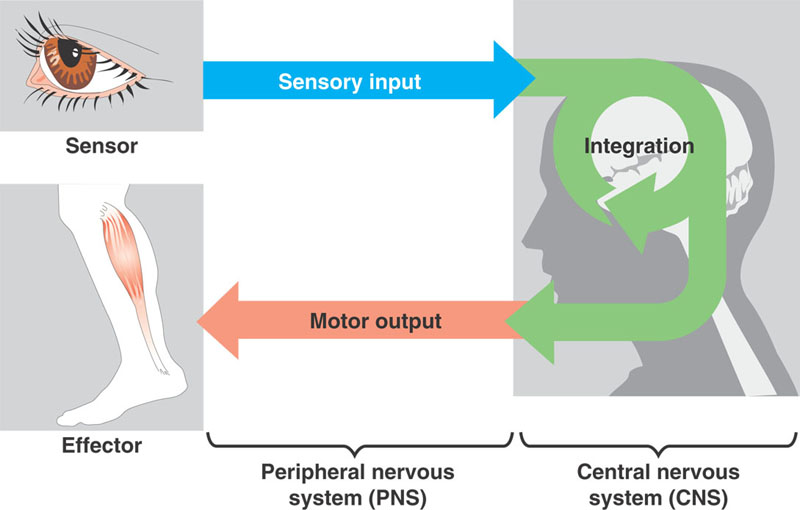 Sensory input
Sensor
Integration
Motor output
Effector
Peripheral nervous
system (PNS)
Central nervous
system (CNS)